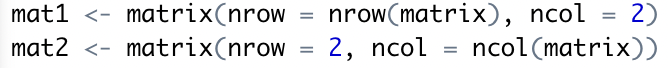 mat1 <- matrix(nrow = nrow(matrix), ncol = 2)
mat2 <- matrix(nrow = 2, ncol = ncol(matrix))